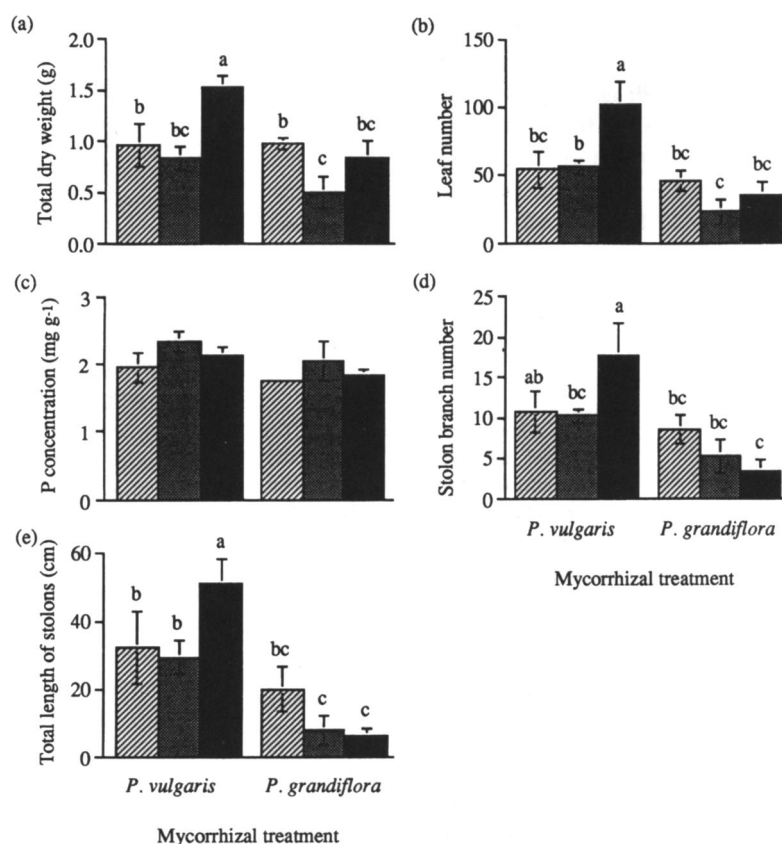 (a)
Total dry weight (g)
2.0
1.5
1.0
0.5
0.0
b
bc
a
b
c
bc
(b)
Leaf number
150
100
50
0
bc
b
a
bc
c
bc
(c)
P concentration (mg g-1)
3
2
1
0
(d)
Stolon branch number
25
20
15
10
5
0
ab
bc
a
bc
bc
c
P. vulgaris P. grandiflora
Mycorrhizal treatment
(e)
Total length of stolons (cm)
60
40
20
0
b
b
a
bc
c
c
P. vulgaris P. grandiflora
Mycorrhizal treatment